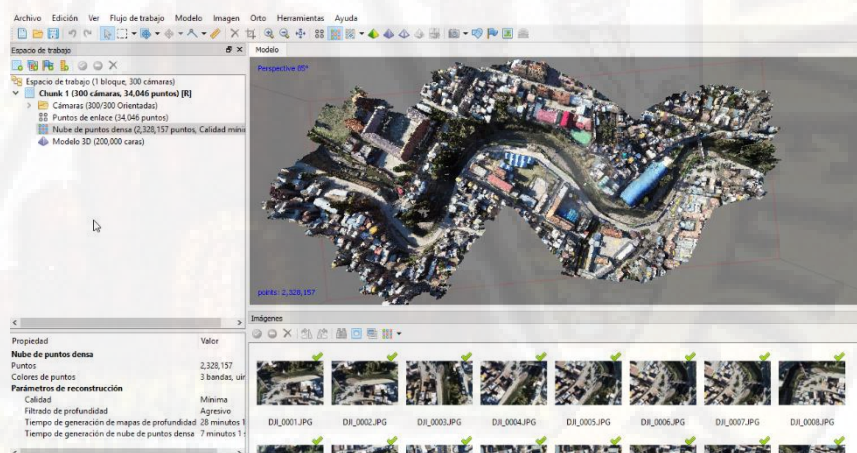 Archivo Edición Ver Flujo de trabajo Modelo Imagen Orto Herramientas Ayuda
Espacio de trabajo
Modelo
Espacio de trabajo (1 bloque, 300 cámaras)
Chunk 1 (300 cámaras, 34,046 puntos) [R]
Cámaras (300/300 Orientadas)
Puntos de enlace (34,046 puntos)
Nube de puntos densa (2,328,157 puntos, Calidad míni
Modelo 3D (200,000 caras)
Perspective 65°
points: 2,328,157
Propiedad Valor
Nube de puntos densa
Puntos 2,328,157
Colores de puntos 3 bandas, uir
Parámetros de reconstrucción
Calidad Mínima
Filtrado de profundidad Agresivo
Tiempo de generación de mapas de profundidad 28 minutos 1
Tiempo de generación de nube de puntos densa 7 minutos 1
Imágenes
DJI_0001.JPG DJI_0002.JPG DJI_0003.JPG DJI_0004.JPG DJI_0005.JPG DJI_0006.JPG DJI_0007.JPG DJI_0008.JPG